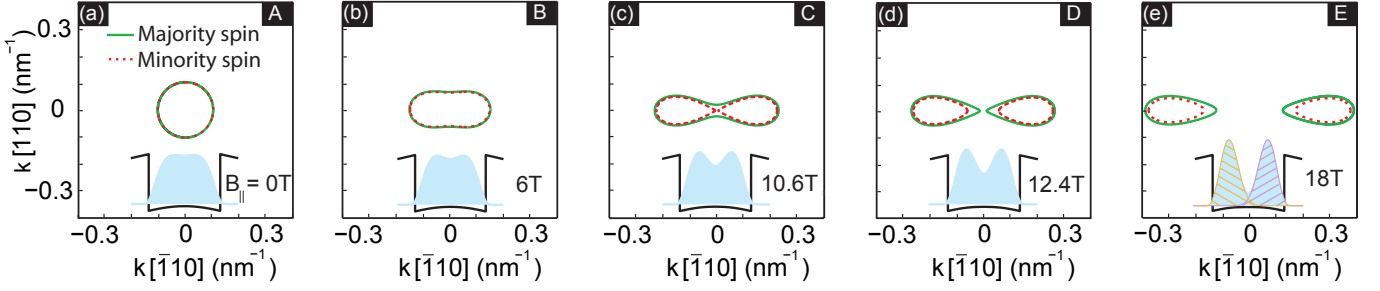 (a) A
0.3
0
−0.3
k [110] (nm⁻¹)
Majority spin
Minority spin
B|| = 0T
−0.3 0 0.3
k [1̄10] (nm⁻¹)
(b) B
6T
−0.3 0 0.3
k [1̄10] (nm⁻¹)
(c) C
10.6T
−0.3 0 0.3
k [1̄10] (nm⁻¹)
(d) D
12.4T
−0.3 0 0.3
k [1̄10] (nm⁻¹)
(e) E
18T
−0.3 0 0.3
k [1̄10] (nm⁻¹)